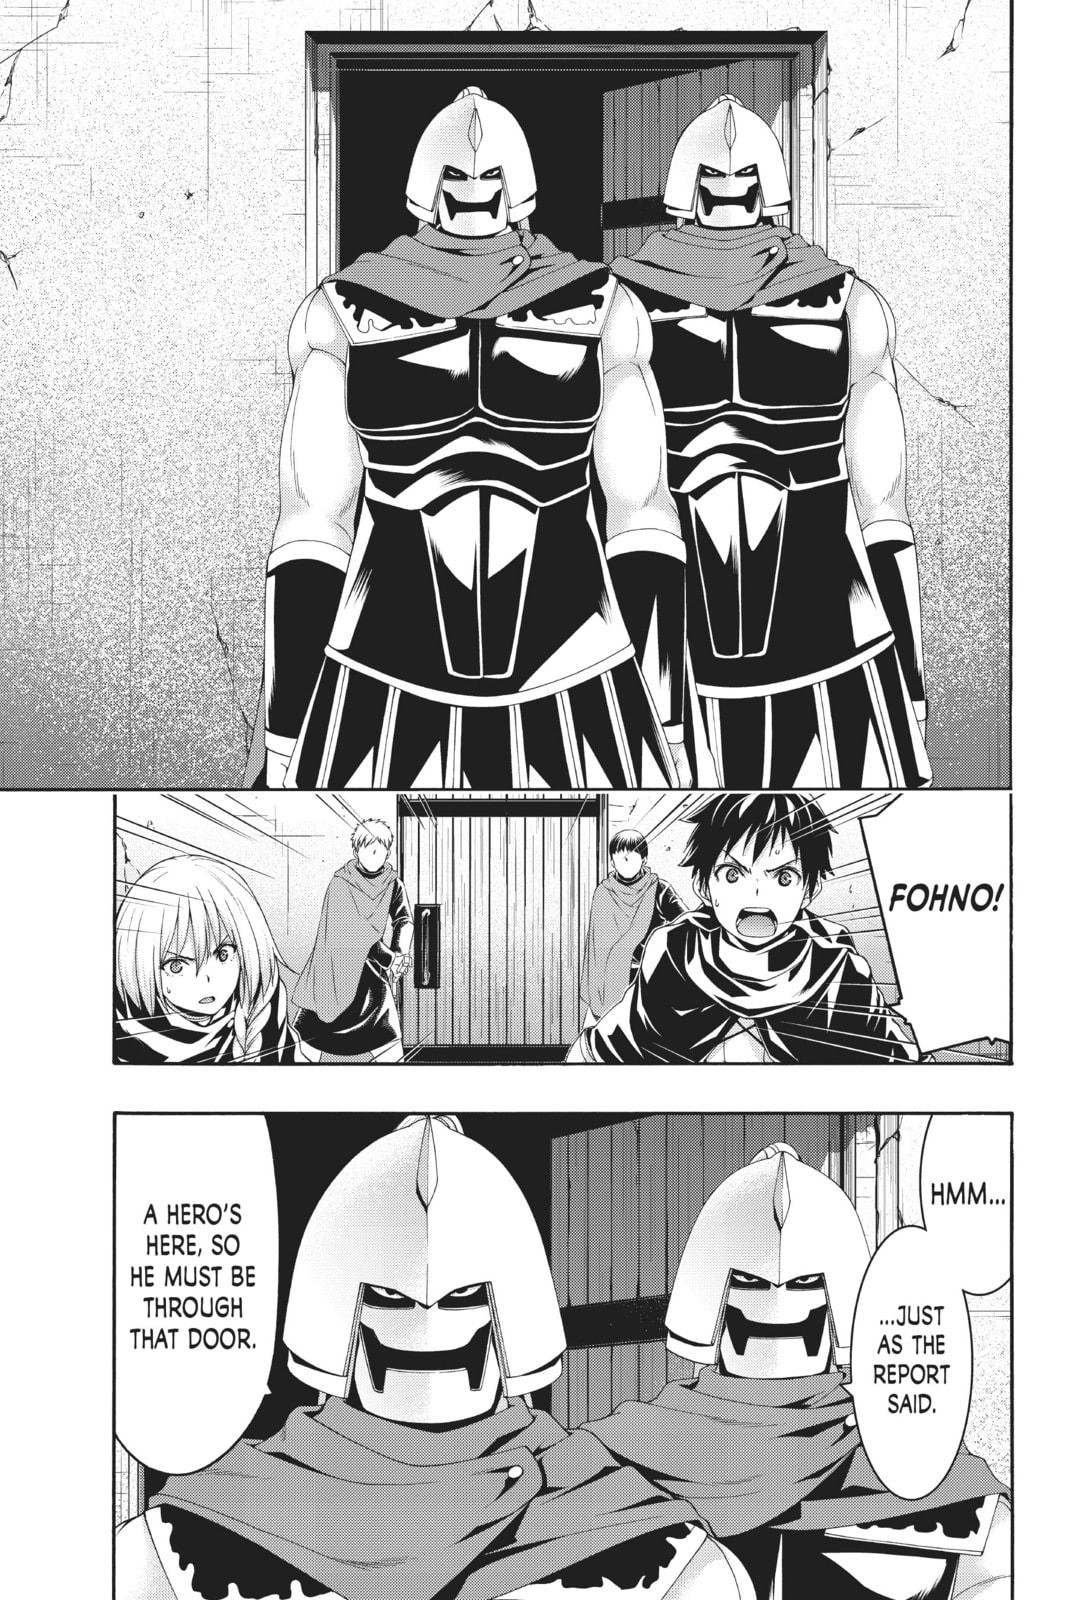 FOHNO!
HMM...
...JUST
AS THE
REPORT
SAID.
A HERO'S
HERE, SO
HE MUST BE
THROUGH
THAT DOOR.